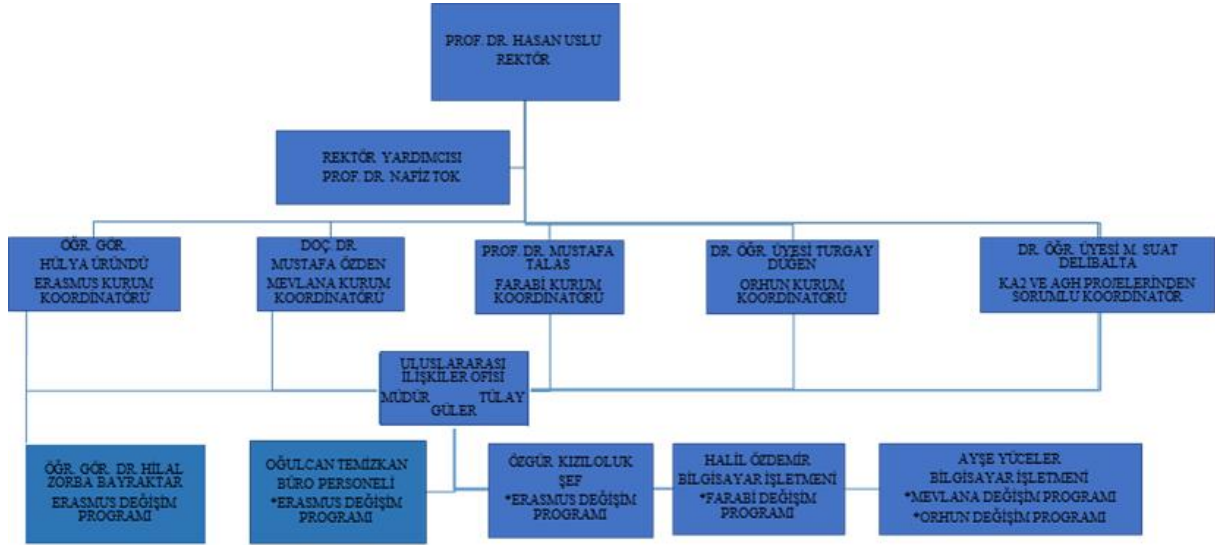 PROF. DR. HASAN USLU
REKTÖR
REKTÖR YARDIMCISI
PROF. DR. NAFİZ TOK
ÖĞR. GÖR.
HÜLYA ÜRÜNDÜ
ERASMUS KURUM
KOORDİNATÖRÜ
DOÇ. DR.
MUSTAFA ÖZDEN
MEVLANA KURUM
KOORDİNATÖRÜ
PROF. DR. MUSTAFA
TALAS
FARABİ KURUM
KOORDİNATÖRÜ
DR. ÖĞR. ÜYESİ TURGAY
DÜĞEN
ORHUN KURUM
KOORDİNATÖRÜ
DR. ÖĞR. ÜYESİ M. SUAT
DELİBALTA
KA2 VE AGH PROJELERİNDEN
SORUMLU KOORDİNATÖR
ULUSLARARASI
İLİŞKİLER OFİSİ
MÜDÜR TÜLAY
GÜLER
ÖĞR. GÖR. DR. HİLAL
ZORBA BAYRAKTAR
ERASMUS DEĞİŞİM
PROGRAMI
OĞULCAN TEMİZKAN
BÜRO PERSONELİ
*ERASMUS DEĞİŞİM
PROGRAMI
ÖZGÜR KIZILOLUK
ŞEF
*ERASMUS DEĞİŞİM
PROGRAMI
HALİL ÖZDEMİR
BİLGİSAYAR İŞLETMENİ
*FARABİ DEĞİŞİM
PROGRAMI
AYŞE YÜCELER
BİLGİSAYAR İŞLETMENİ
*MEVLANA DEĞİŞİM PROGRAMI
*ORHUN DEĞİŞİM PROGRAMI